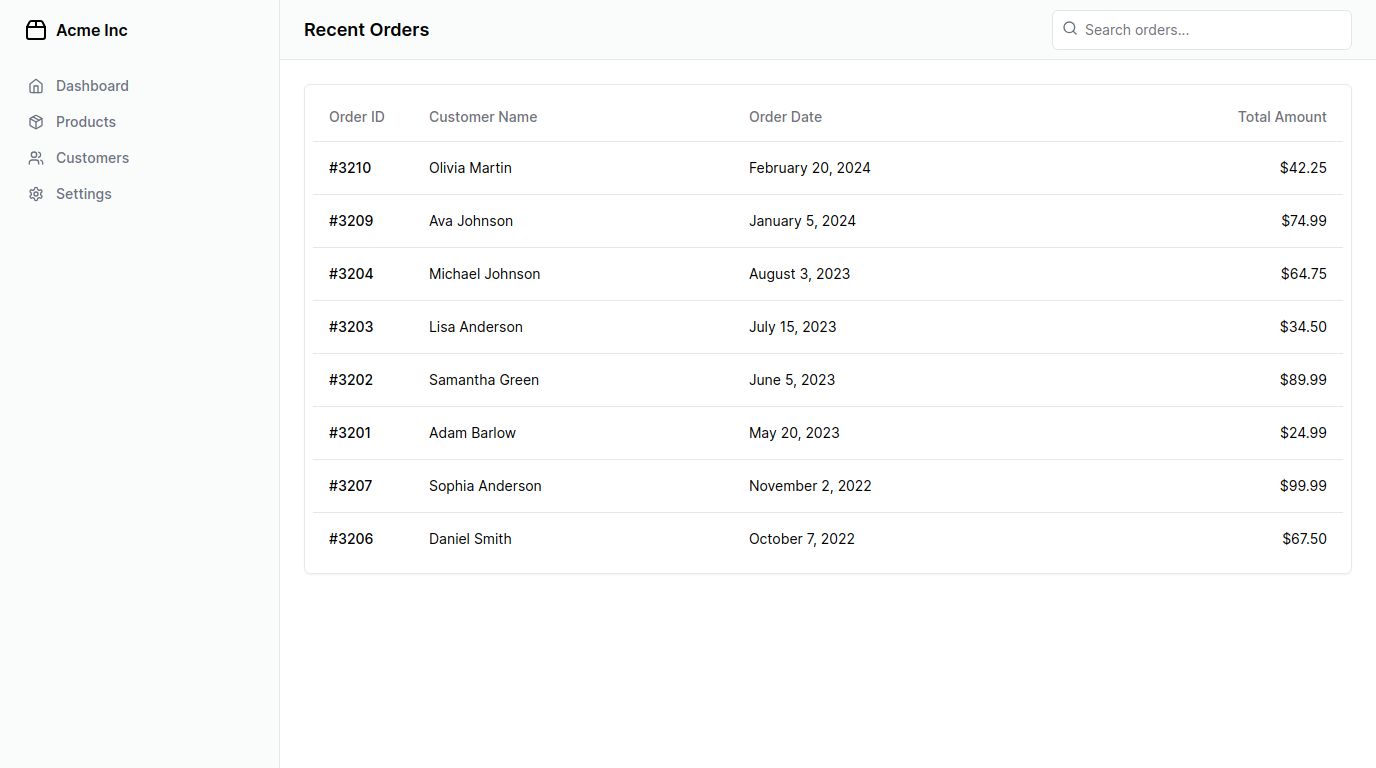 Acme Inc
Dashboard
Products
Customers
Settings
Recent Orders
Search orders...
Order ID Customer Name Order Date Total Amount
#3210 Olivia Martin February 20, 2024 $42.25
#3209 Ava Johnson January 5, 2024 $74.99
#3204 Michael Johnson August 3, 2023 $64.75
#3203 Lisa Anderson July 15, 2023 $34.50
#3202 Samantha Green June 5, 2023 $89.99
#3201 Adam Barlow May 20, 2023 $24.99
#3207 Sophia Anderson November 2, 2022 $99.99
#3206 Daniel Smith October 7, 2022 $67.50